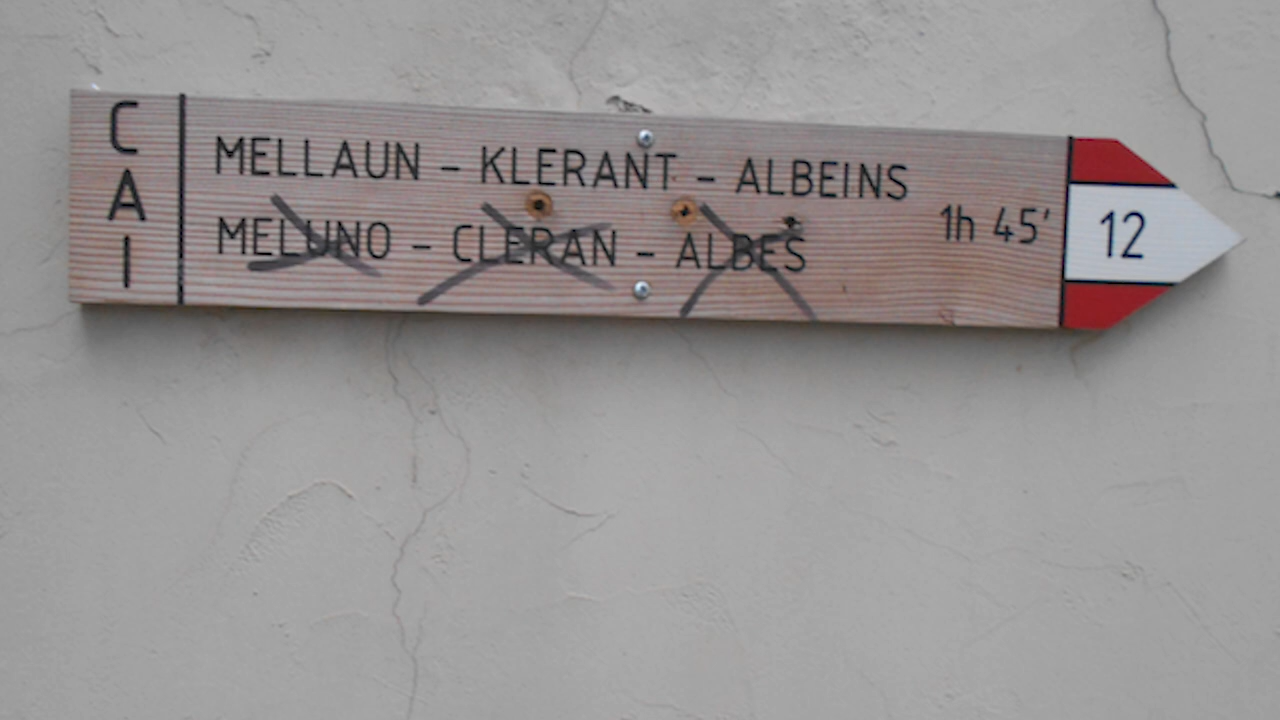 CAI
MELLAUN - KLERANT - ALBEINS
MELUNO - CLERAN - ALBES
1h 45'
12